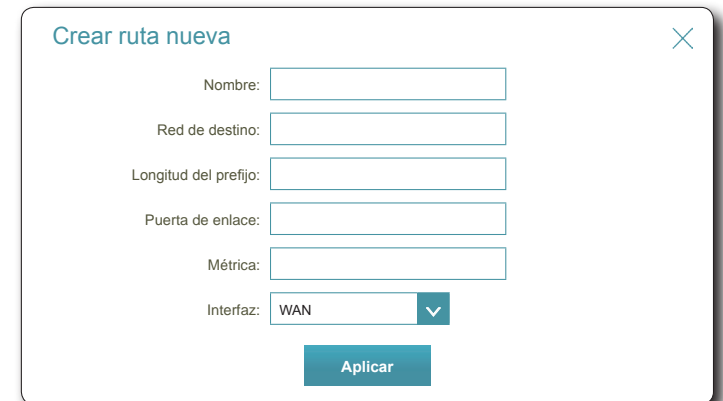 Crear ruta nueva
Nombre:
Red de destino:
Longitud del prefijo:
Puerta de enlace:
Métrica:
Interfaz: WAN
Aplicar